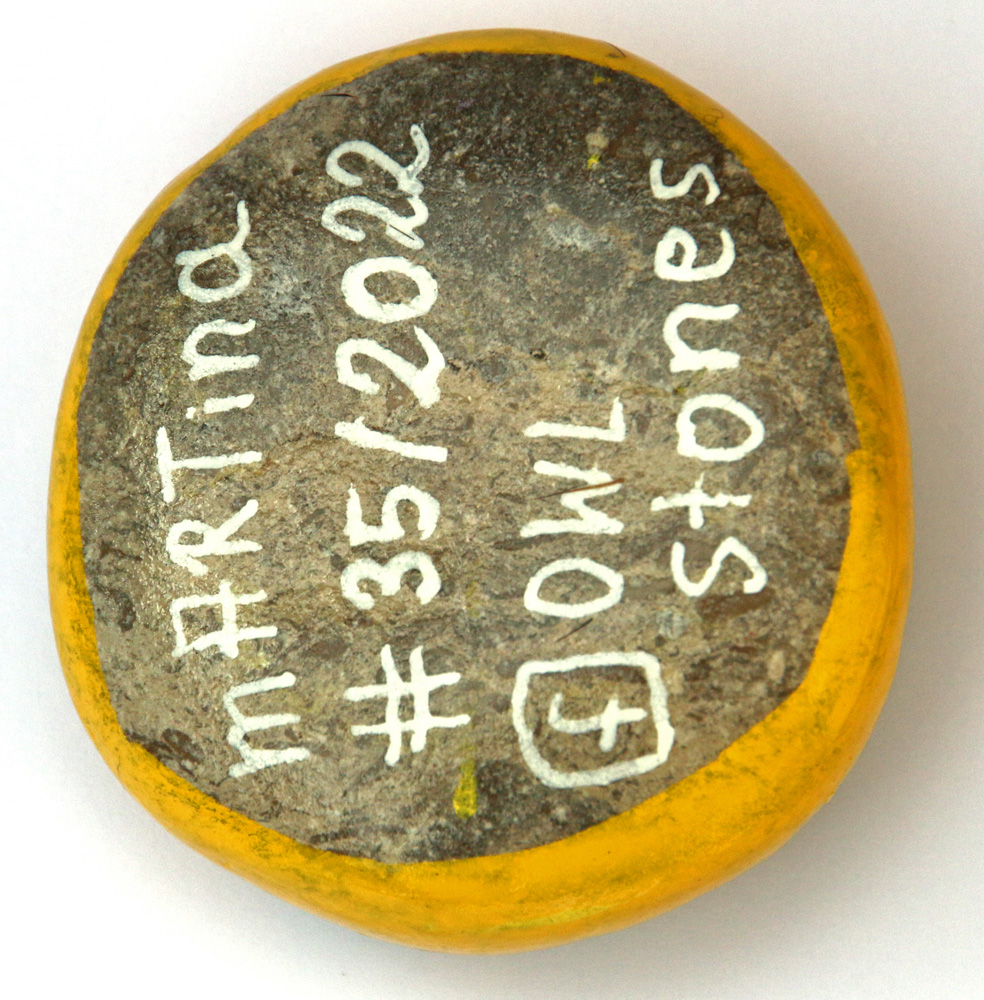 mARTina
#35/2022
f OWL
stones